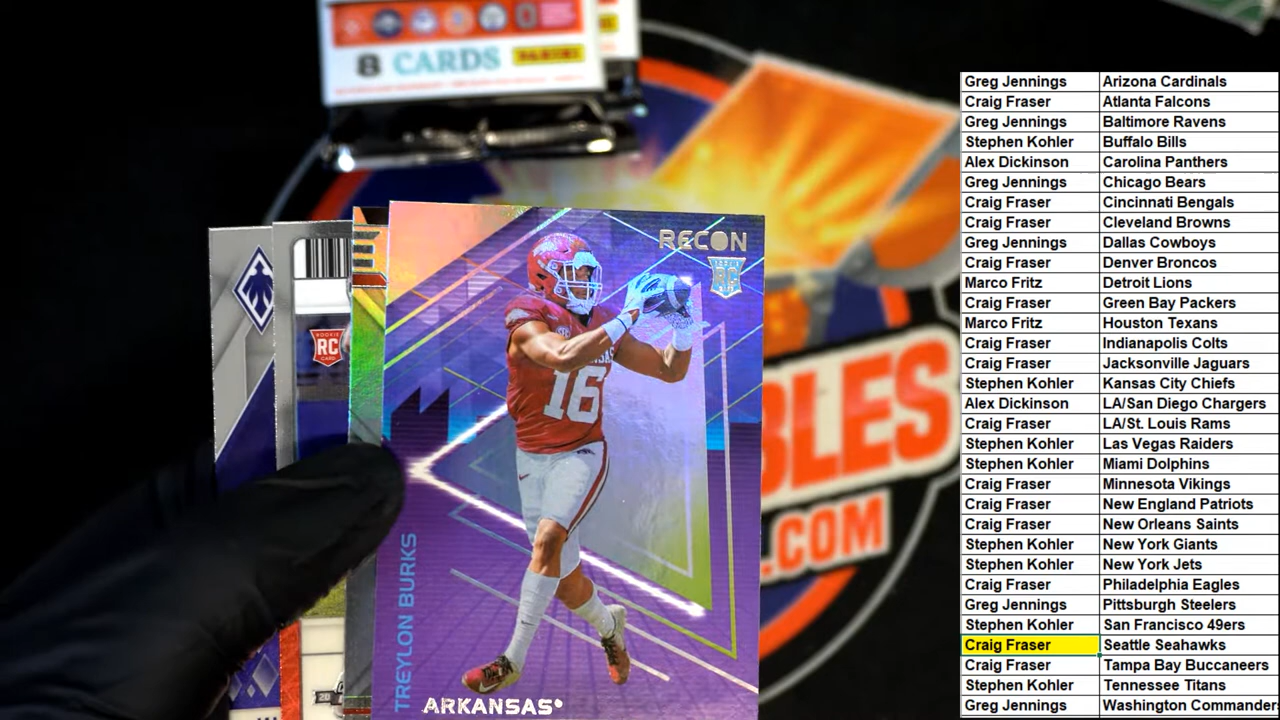 8 CARDS PANINI
RECON
RC
ROOKIE
RC
CARD
16
TREYLON BURKS
ARKANSAS
BLES
.COM
Greg Jennings Arizona Cardinals
Craig Fraser Atlanta Falcons
Greg Jennings Baltimore Ravens
Stephen Kohler Buffalo Bills
Alex Dickinson Carolina Panthers
Greg Jennings Chicago Bears
Craig Fraser Cincinnati Bengals
Craig Fraser Cleveland Browns
Greg Jennings Dallas Cowboys
Craig Fraser Denver Broncos
Marco Fritz Detroit Lions
Craig Fraser Green Bay Packers
Marco Fritz Houston Texans
Craig Fraser Indianapolis Colts
Craig Fraser Jacksonville Jaguars
Stephen Kohler Kansas City Chiefs
Alex Dickinson LA/San Diego Chargers
Craig Fraser LA/St. Louis Rams
Stephen Kohler Las Vegas Raiders
Stephen Kohler Miami Dolphins
Craig Fraser Minnesota Vikings
Craig Fraser New England Patriots
Craig Fraser New Orleans Saints
Stephen Kohler New York Giants
Stephen Kohler New York Jets
Craig Fraser Philadelphia Eagles
Greg Jennings Pittsburgh Steelers
Stephen Kohler San Francisco 49ers
Craig Fraser Seattle Seahawks
Craig Fraser Tampa Bay Buccaneers
Stephen Kohler Tennessee Titans
Greg Jennings Washington Commander